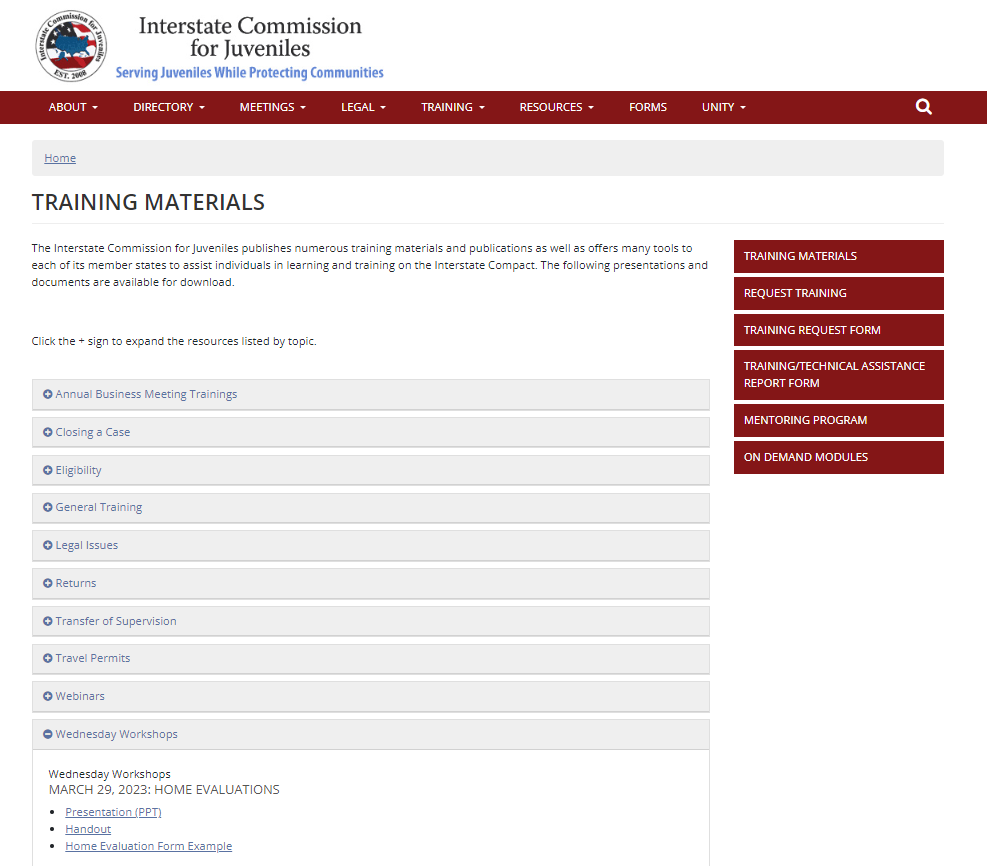 Interstate Commission for Juveniles
EST. 2008
Interstate Commission
for Juveniles
Serving Juveniles While Protecting Communities
ABOUT DIRECTORY MEETINGS LEGAL TRAINING RESOURCES FORMS UNITY
Home
TRAINING MATERIALS
The Interstate Commission for Juveniles publishes numerous training materials and publications as well as offers many tools to
each of its member states to assist individuals in learning and training on the Interstate Compact. The following presentations and
documents are available for download.
Click the + sign to expand the resources listed by topic.
Annual Business Meeting Trainings
Closing a Case
Eligibility
General Training
Legal Issues
Returns
Transfer of Supervision
Travel Permits
Webinars
Wednesday Workshops
Wednesday Workshops
MARCH 29, 2023: HOME EVALUATIONS
Presentation (PPT)
Handout
Home Evaluation Form Example
TRAINING MATERIALS
REQUEST TRAINING
TRAINING REQUEST FORM
TRAINING/TECHNICAL ASSISTANCE
REPORT FORM
MENTORING PROGRAM
ON DEMAND MODULES